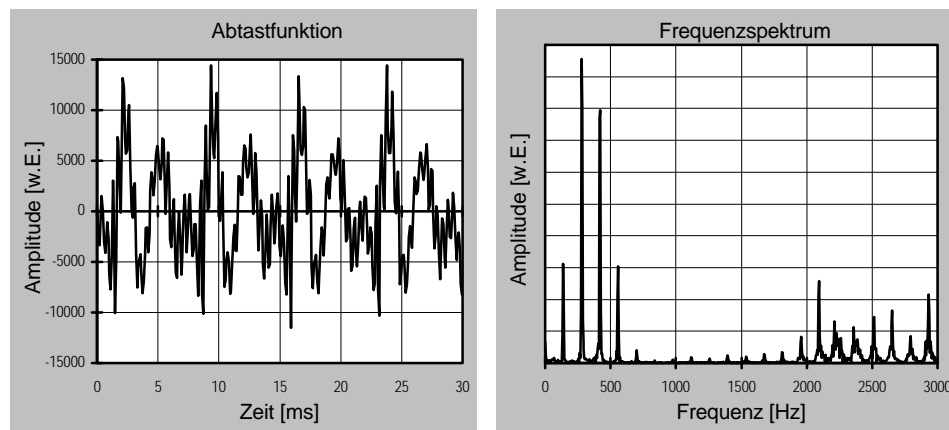 Abtastfunktion
15000
10000
5000
0
-5000
-10000
-15000
Amplitude [w.E.]
0 5 10 15 20 25 30
Zeit [ms]
Frequenzspektrum
Amplitude [w.E.]
0 500 1000 1500 2000 2500 3000
Frequenz [Hz]